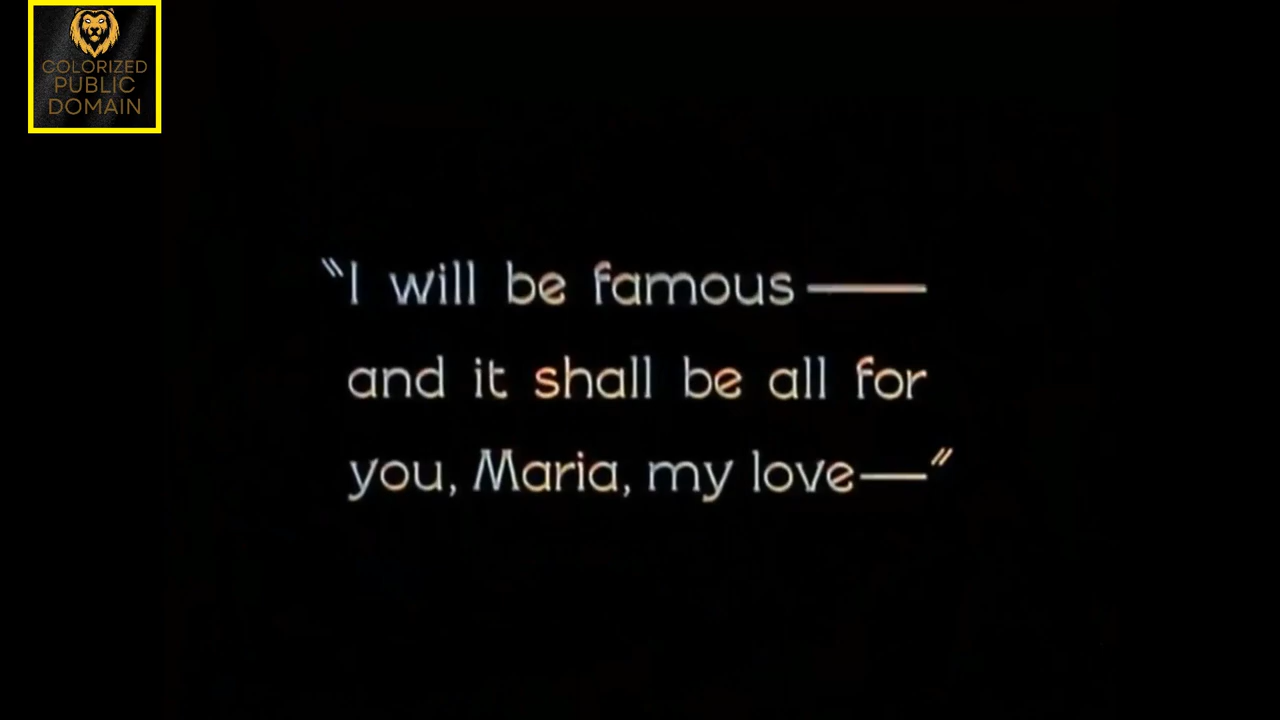 COLORIZED
PUBLIC
DOMAIN
"I will be famous——
and it shall be all for
you, Maria, my love—"